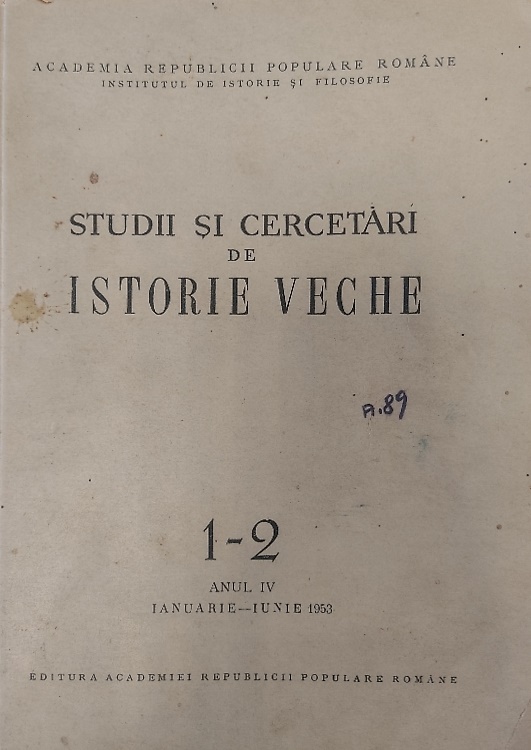 ACADEMIA REPUBLICII POPULARE ROMÂNE
INSTITUTUL DE ISTORIE ȘI FILOSOFIE
STUDII ȘI CERCETĂRI
DE
ISTORIE VECHE
A.89
1-2
ANUL IV
IANUARIE—IUNIE 1953
EDITURA ACADEMIEI REPUBLICII POPULARE ROMÂNE